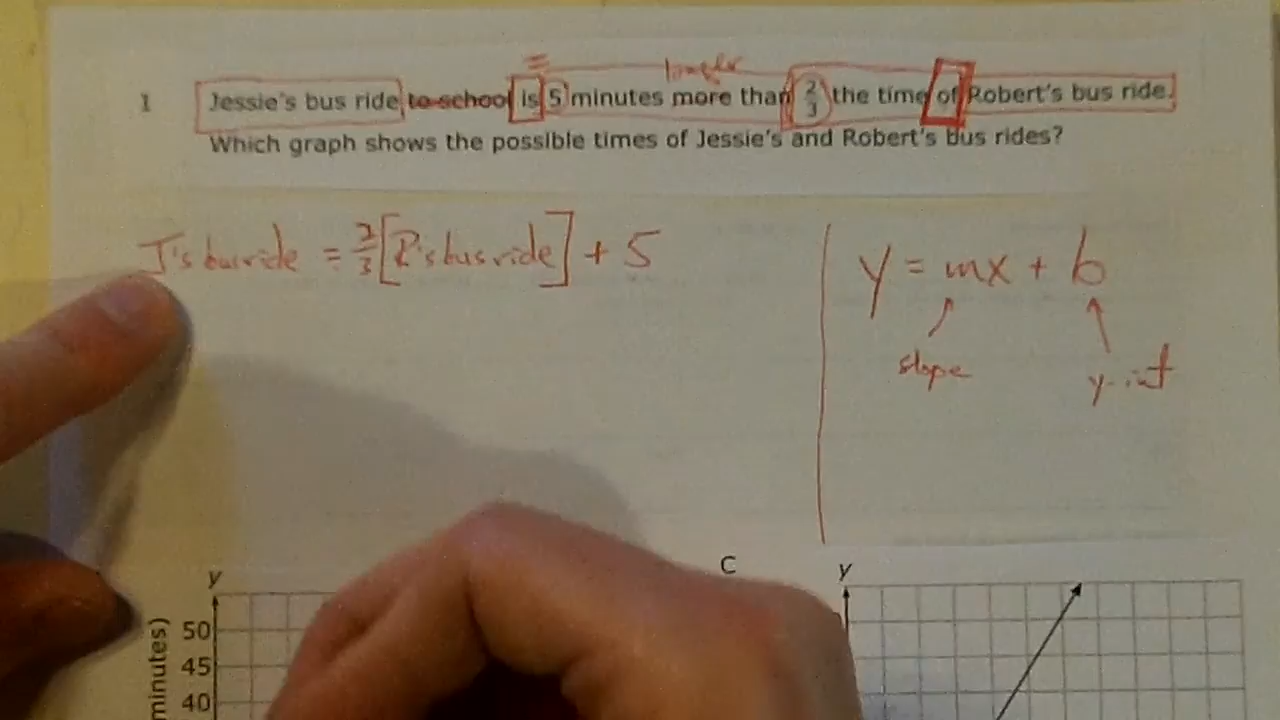 = longer
1 Jessie's bus ride to school is 5 minutes more than 2/3 the time of Robert's bus ride.
Which graph shows the possible times of Jessie's and Robert's bus rides?
J's bus ride = 2/3 [R's bus ride] + 5
y = mx + b
slope
y-int
C
y
y
50
45
40
minutes)